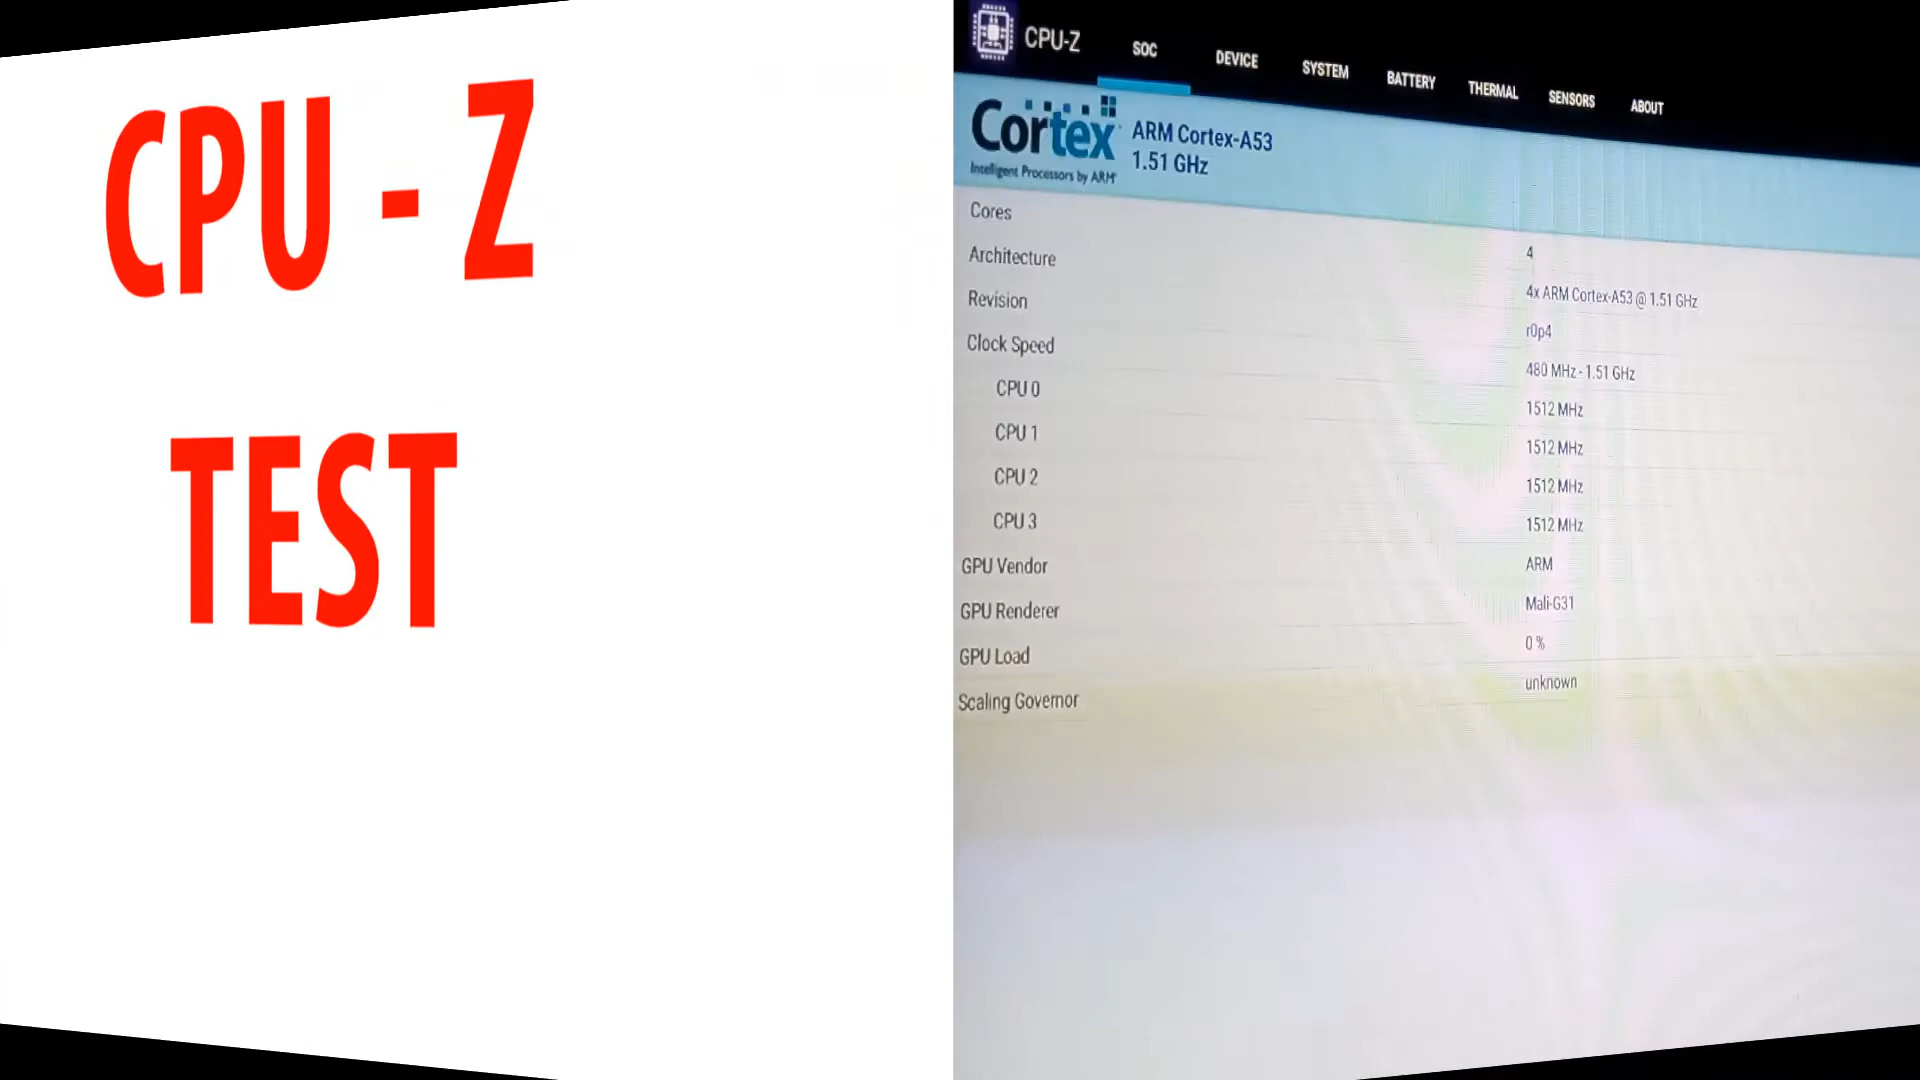 CPU - Z
TEST
CPU-Z
SOC DEVICE SYSTEM BATTERY THERMAL SENSORS ABOUT
Cortex
Intelligent Processors by ARM
ARM Cortex-A53
1.51 GHz
Cores 4
Architecture 4x ARM Cortex-A53 @ 1.51 GHz
Revision r0p4
Clock Speed 480 MHz - 1.51 GHz
CPU 0 1512 MHz
CPU 1 1512 MHz
CPU 2 1512 MHz
CPU 3 1512 MHz
GPU Vendor ARM
GPU Renderer Mali-G31
GPU Load 0 %
Scaling Governor unknown